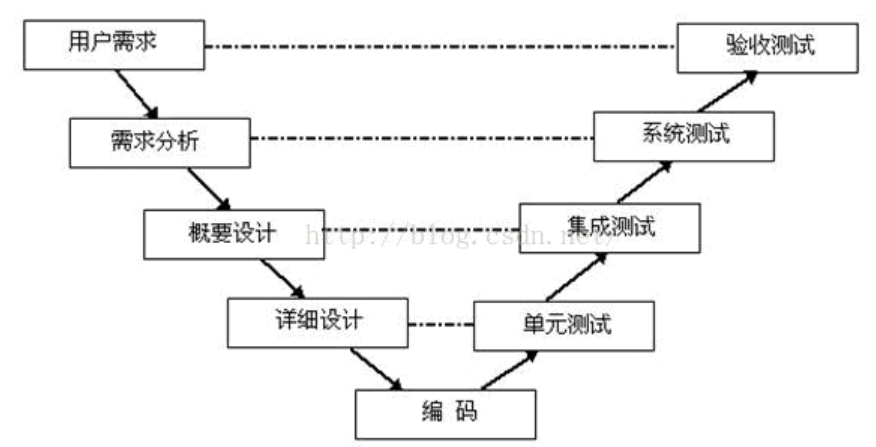 用户需求
验收测试
需求分析
系统测试
概要设计
http://blog.csdn.net/
集成测试
详细设计
单元测试
编 码